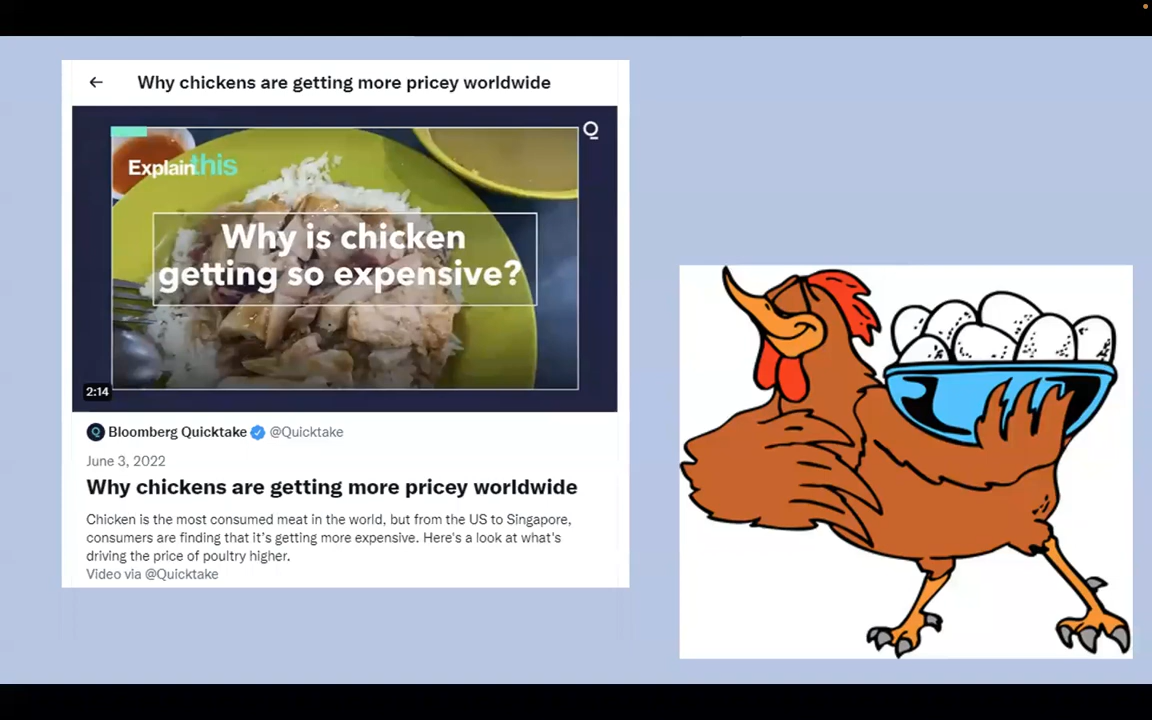 Why chickens are getting more pricey worldwide
Explain this
Why is chicken
getting so expensive?
2:14
Bloomberg Quicktake @Quicktake
June 3, 2022
Why chickens are getting more pricey worldwide
Chicken is the most consumed meat in the world, but from the US to Singapore,
consumers are finding that it's getting more expensive. Here's a look at what's
driving the price of poultry higher.
Video via @Quicktake